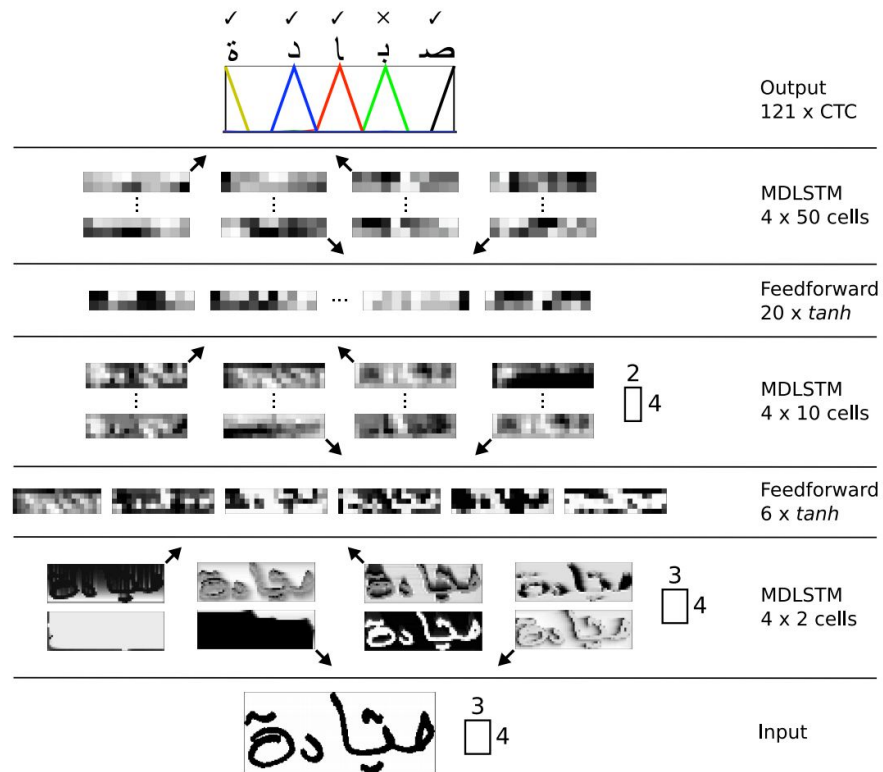 ✓ ✓ ✓ × ✓
ة د ا بـ صـ
Output
121 x CTC
MDLSTM
4 x 50 cells
Feedforward
20 x tanh
...
MDLSTM
4 x 10 cells
2
4
Feedforward
6 x tanh
MDLSTM
4 x 2 cells
3
4
Input
3
4